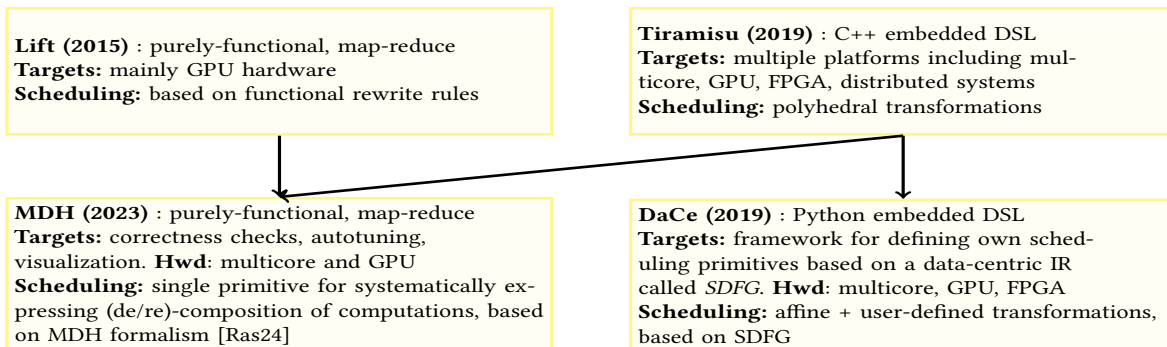 Lift (2015) : purely-functional, map-reduce
Targets: mainly GPU hardware
Scheduling: based on functional rewrite rules
Tiramisu (2019) : C++ embedded DSL
Targets: multiple platforms including mul-
ticore, GPU, FPGA, distributed systems
Scheduling: polyhedral transformations
MDH (2023) : purely-functional, map-reduce
Targets: correctness checks, autotuning,
visualization. Hwd: multicore and GPU
Scheduling: single primitive for systematically ex-
pressing (de/re)-composition of computations, based
on MDH formalism [Ras24]
DaCe (2019) : Python embedded DSL
Targets: framework for defining own sched-
uling primitives based on a data-centric IR
called SDFG. Hwd: multicore, GPU, FPGA
Scheduling: affine + user-defined transformations,
based on SDFG